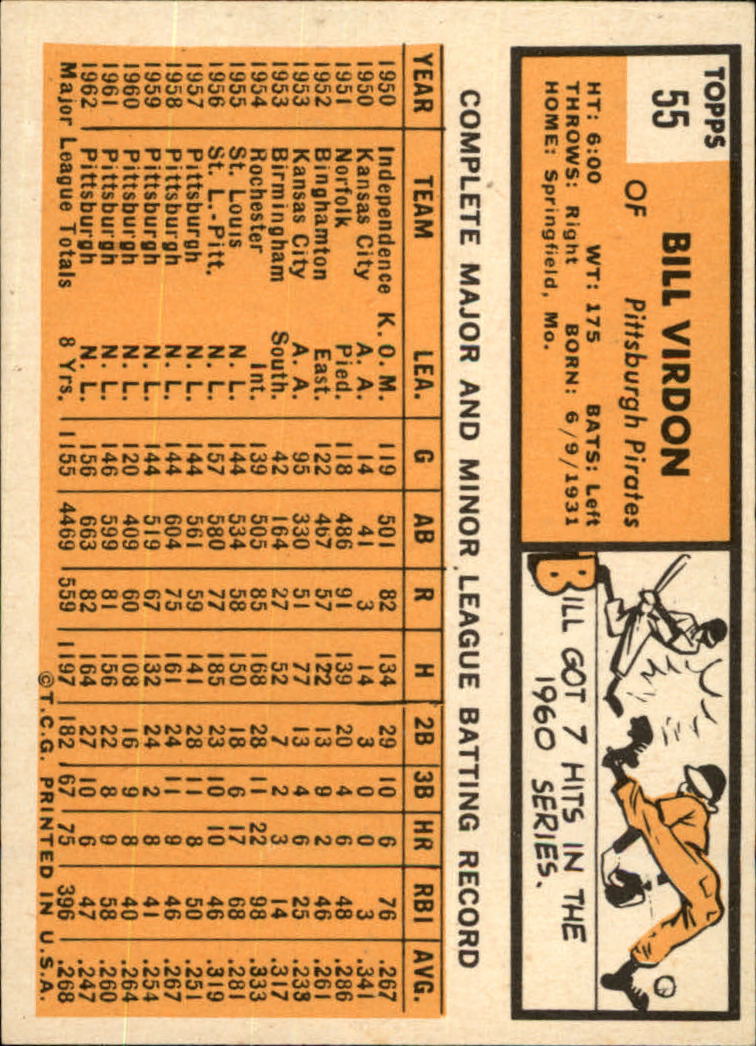 TOPPS
55
BILL VIRDON
OF Pittsburgh Pirates
HT: 6:00 WT: 175 BATS: Left
THROWS: Right BORN: 6/9/1931
HOME: Springfield, Mo.
BILL GOT 7 HITS IN THE
1960 SERIES.
COMPLETE MAJOR AND MINOR LEAGUE BATTING RECORD
YEAR TEAM LEA. G AB R H 2B 3B HR RBI AVG.
1950 Independence K. O. M. 119 501 82 134 29 10 6 76 .267
1950 Kansas City A. A. 14 41 3 14 3 0 0 3 .341
1951 Norfolk Pied. 118 486 91 139 20 4 6 48 .286
1952 Binghamton East. 122 467 57 122 13 9 2 46 .261
1953 Kansas City A. A. 95 330 51 77 13 4 6 25 .233
1953 Birmingham South. 42 164 27 52 7 2 3 14 .317
1954 Rochester Int. 139 505 85 168 28 11 22 98 .333
1955 St. Louis N. L. 144 534 58 150 18 6 17 68 .281
1956 St. L.-Pitt. N. L. 157 580 77 185 23 10 10 46 .319
1957 Pittsburgh N. L. 144 561 59 141 28 11 8 50 .251
1958 Pittsburgh N. L. 144 604 75 161 24 11 9 46 .267
1959 Pittsburgh N. L. 144 519 67 132 24 2 8 41 .254
1960 Pittsburgh N. L. 120 409 60 108 16 9 8 40 .264
1961 Pittsburgh N. L. 146 599 81 156 22 8 9 58 .260
1962 Pittsburgh N. L. 156 663 82 164 27 10 6 47 .247
Major League Totals 8 Yrs. 1155 4469 559 1197 182 67 75 396 .268
©T.C.G. PRINTED IN U.S.A.